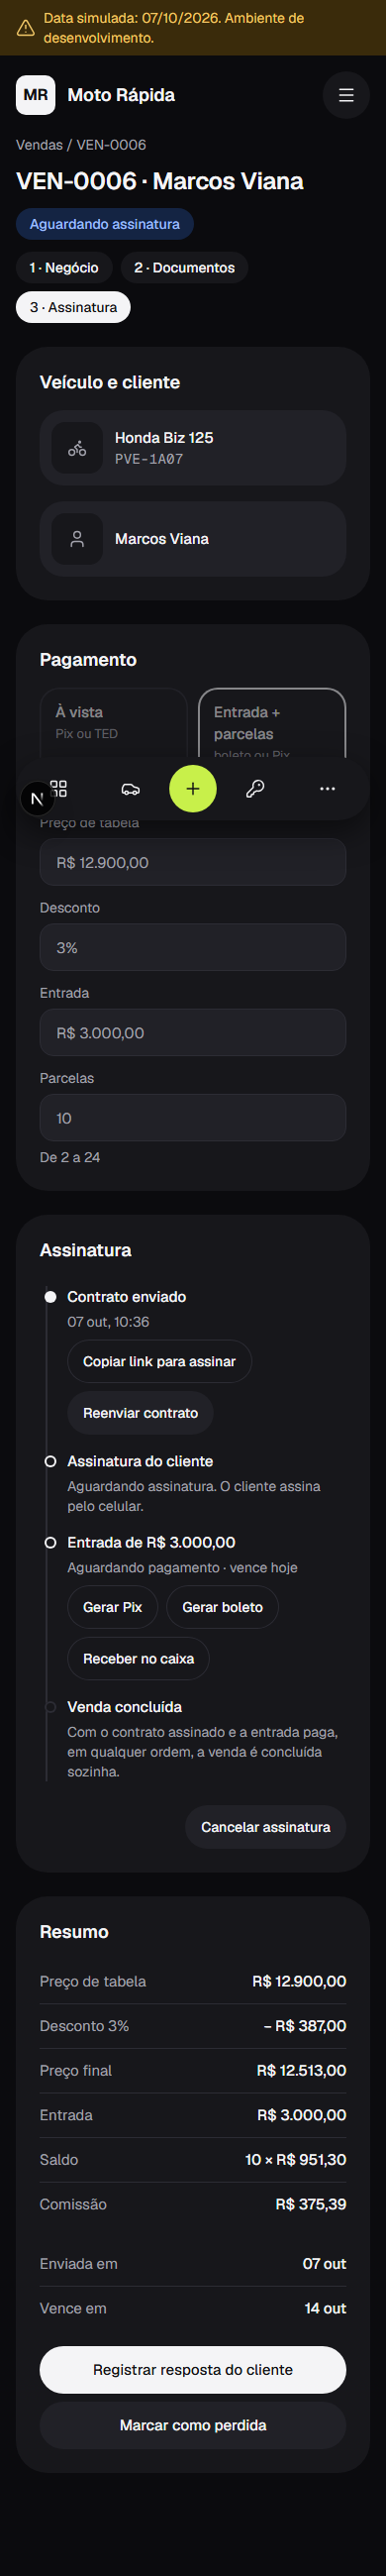 Data simulada: 07/10/2026. Ambiente de
desenvolvimento.
MR
Moto Rápida
Vendas / VEN-0006
VEN-0006 · Marcos Viana
Aguardando assinatura
1 · Negócio
2 · Documentos
3 · Assinatura
Veículo e cliente
Honda Biz 125
PVE-1A07
Marcos Viana
Pagamento
À vista
Pix ou TED
Entrada +
parcelas
boleto ou Pix
N
Preço de tabela
R$ 12.900,00
Desconto
3%
Entrada
R$ 3.000,00
Parcelas
10
De 2 a 24
Assinatura
Contrato enviado
07 out, 10:36
Copiar link para assinar
Reenviar contrato
Assinatura do cliente
Aguardando assinatura. O cliente assina
pelo celular.
Entrada de R$ 3.000,00
Aguardando pagamento · vence hoje
Gerar Pix
Gerar boleto
Receber no caixa
Venda concluída
Com o contrato assinado e a entrada paga,
em qualquer ordem, a venda é concluída
sozinha.
Cancelar assinatura
Resumo
Preço de tabela
R$ 12.900,00
Desconto 3%
− R$ 387,00
Preço final
R$ 12.513,00
Entrada
R$ 3.000,00
Saldo
10 × R$ 951,30
Comissão
R$ 375,39
Enviada em
07 out
Vence em
14 out
Registrar resposta do cliente
Marcar como perdida